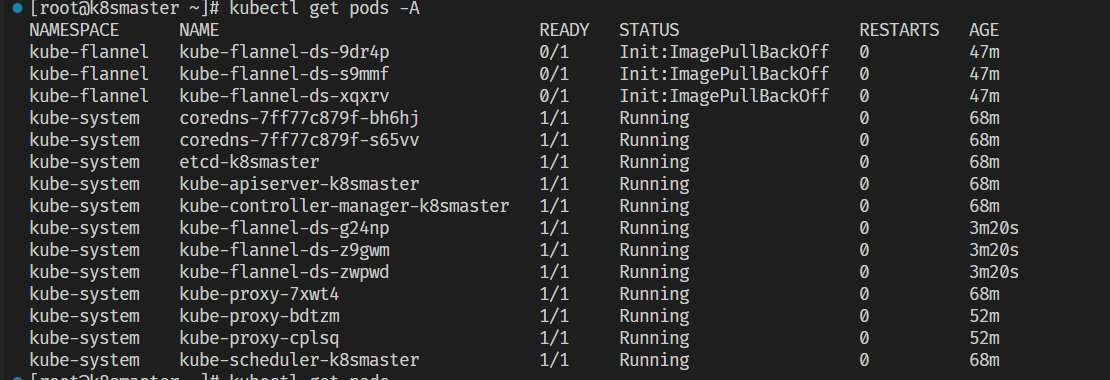 [root@k8smaster ~]# kubectl get pods -A
NAMESPACE NAME READY STATUS RESTARTS AGE
kube-flannel kube-flannel-ds-9dr4p 0/1 Init:ImagePullBackOff 0 47m
kube-flannel kube-flannel-ds-s9mmf 0/1 Init:ImagePullBackOff 0 47m
kube-flannel kube-flannel-ds-xqxrv 0/1 Init:ImagePullBackOff 0 47m
kube-system coredns-7ff77c879f-bh6hj 1/1 Running 0 68m
kube-system coredns-7ff77c879f-s65vv 1/1 Running 0 68m
kube-system etcd-k8smaster 1/1 Running 0 68m
kube-system kube-apiserver-k8smaster 1/1 Running 0 68m
kube-system kube-controller-manager-k8smaster 1/1 Running 0 68m
kube-system kube-flannel-ds-g24np 1/1 Running 0 3m20s
kube-system kube-flannel-ds-z9gwm 1/1 Running 0 3m20s
kube-system kube-flannel-ds-zwpwd 1/1 Running 0 3m20s
kube-system kube-proxy-7xwt4 1/1 Running 0 68m
kube-system kube-proxy-bdtzm 1/1 Running 0 52m
kube-system kube-proxy-cplsq 1/1 Running 0 52m
kube-system kube-scheduler-k8smaster 1/1 Running 0 68m
[root@k8smaster ~]# kubectl get pods